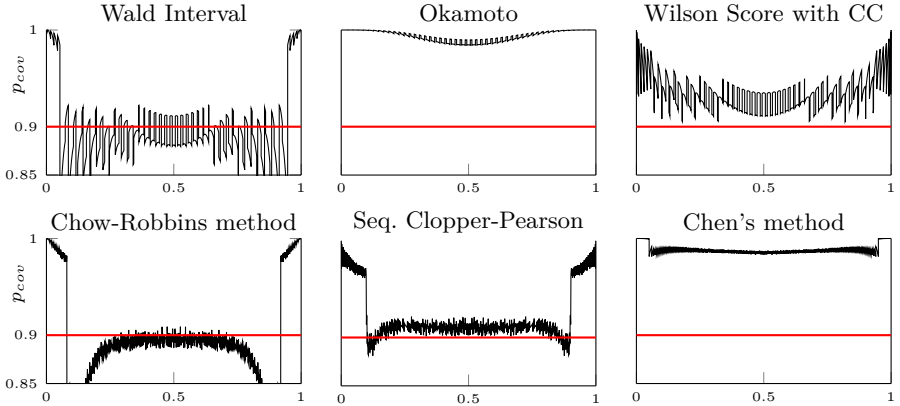 Wald Interval
1
0.9
0.85
p_cov
0 0.5 1
Okamoto
0 0.5 1
Wilson Score with CC
0 0.5 1
Chow-Robbins method
1
0.9
0.85
p_cov
0 0.5 1
Seq. Clopper-Pearson
0 0.5 1
Chen's method
0 0.5 1